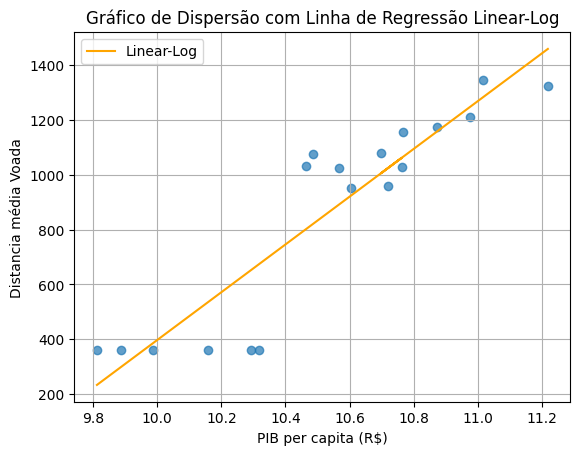 Gráfico de Dispersão com Linha de Regressão Linear-Log
Linear-Log
1400
1200
1000
800
600
400
200
Distancia média Voada
9.8 10.0 10.2 10.4 10.6 10.8 11.0 11.2
PIB per capita (R$)